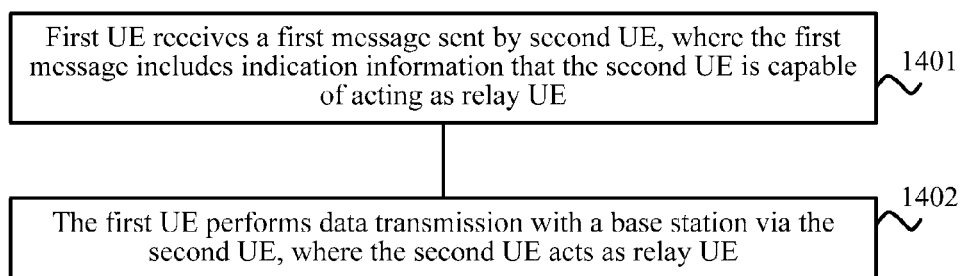 First UE receives a first message sent by second UE, where the first
message includes indication information that the second UE is capable
of acting as relay UE
1401
The first UE performs data transmission with a base station via the
second UE, where the second UE acts as relay UE
1402